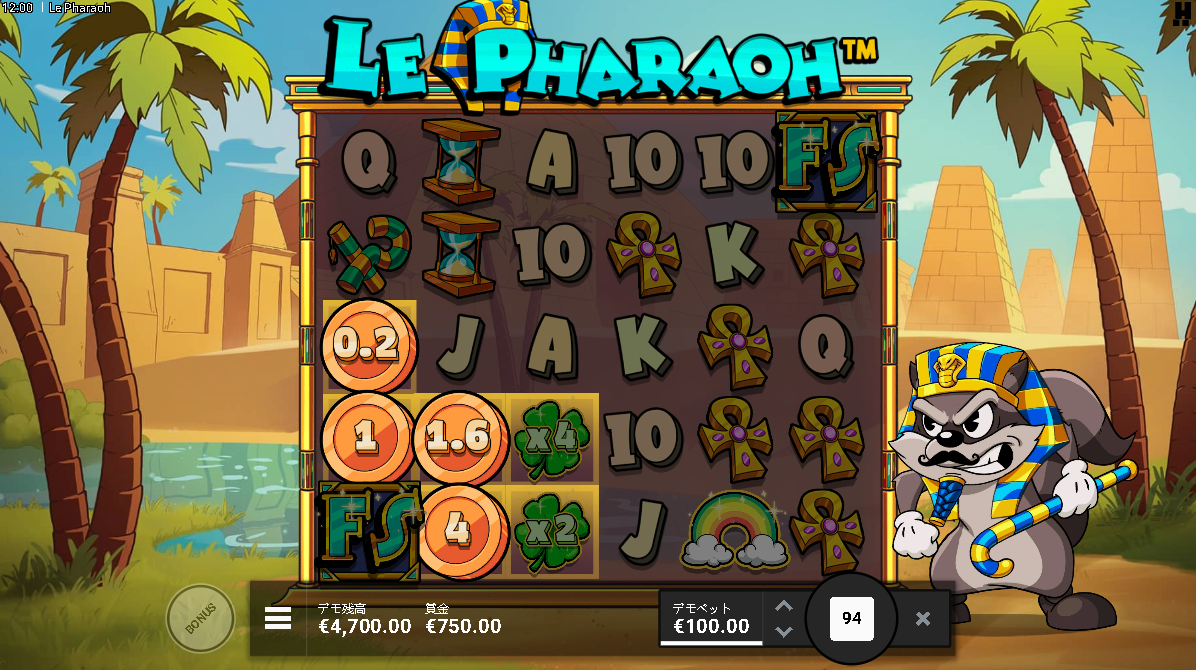 12:00 | Le Pharaoh
LE PHARAOH™
Q A 10 10 FS
10 K
0.2 J A K Q
1 1.6 x4 10
FS 4 x2 J
BONUS
デモ残高 賞金 デモベット
€4,700.00 €750.00 €100.00 94